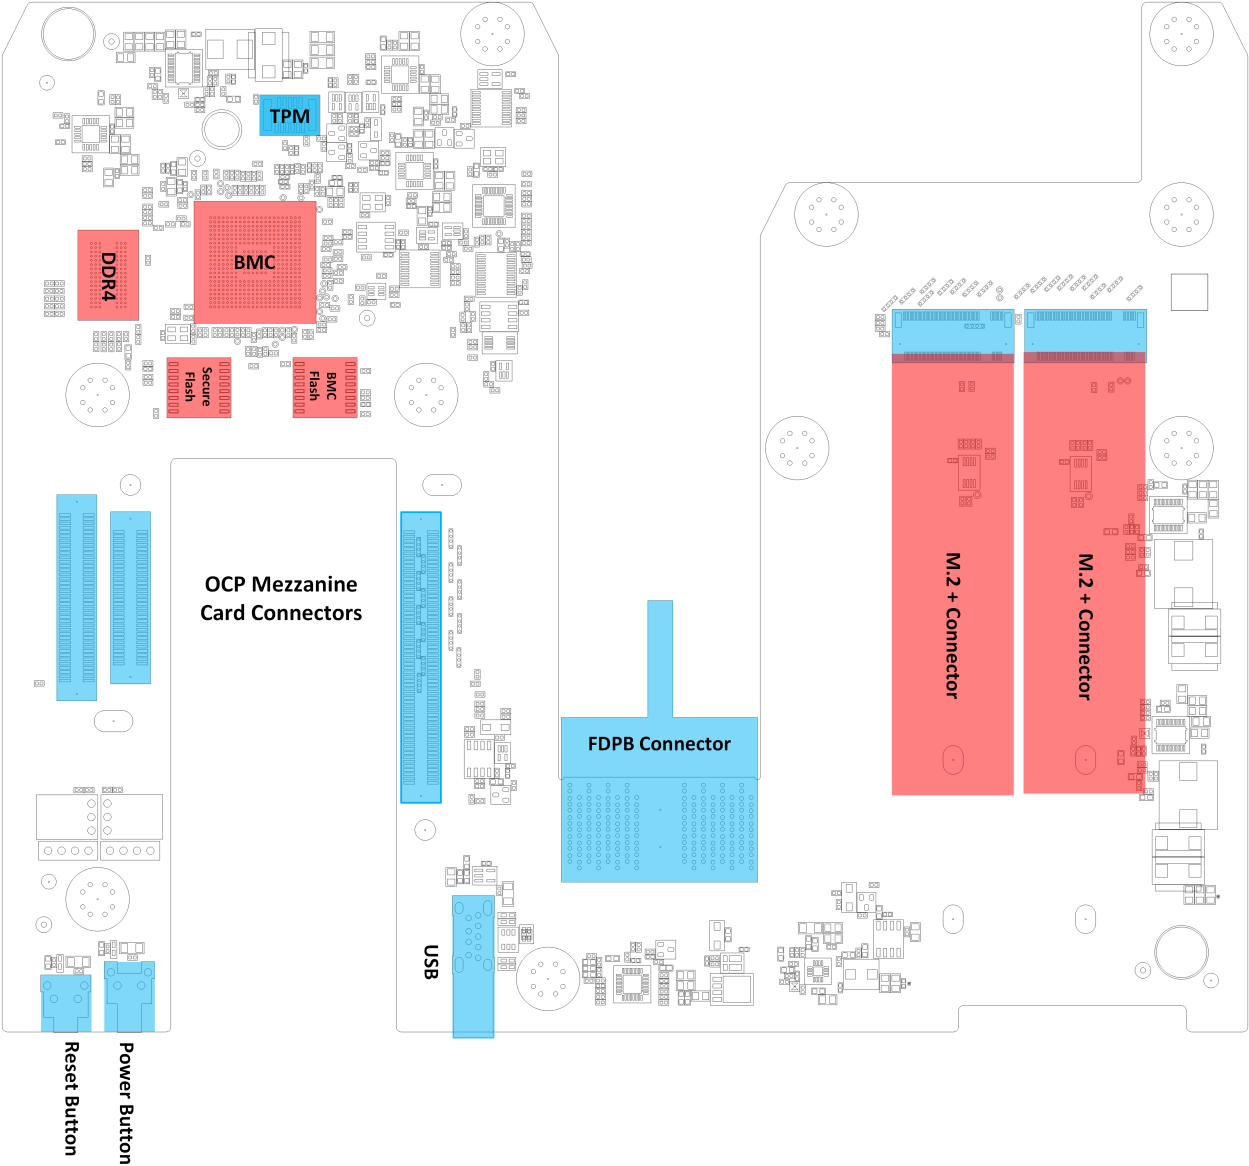 TPM
BMC
DDR4
Secure
Flash
BMC
Flash
OCP Mezzanine
Card Connectors
M.2 + Connector
M.2 + Connector
FDPB Connector
USB
Reset Button
Power Button